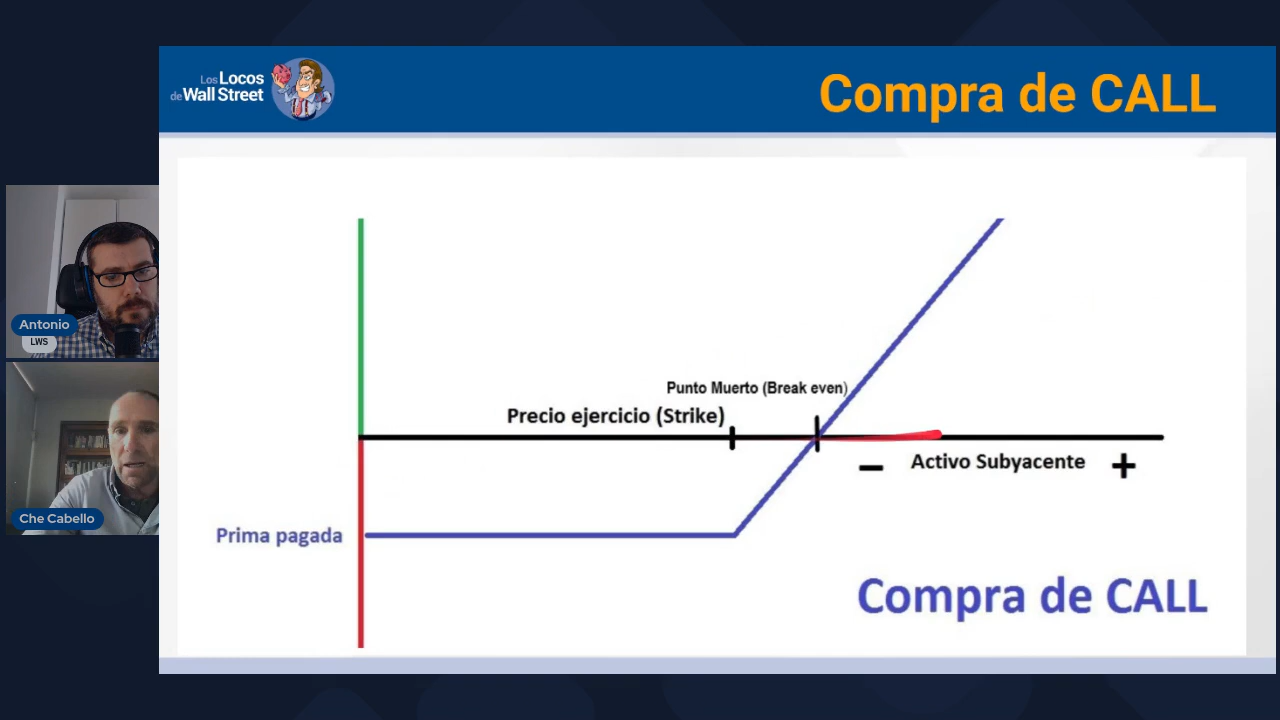 Los Locos
de Wall Street
Compra de CALL
Antonio
LWS
Che Cabello
Punto Muerto (Break even)
Precio ejercicio (Strike)
− Activo Subyacente +
Prima pagada
Compra de CALL